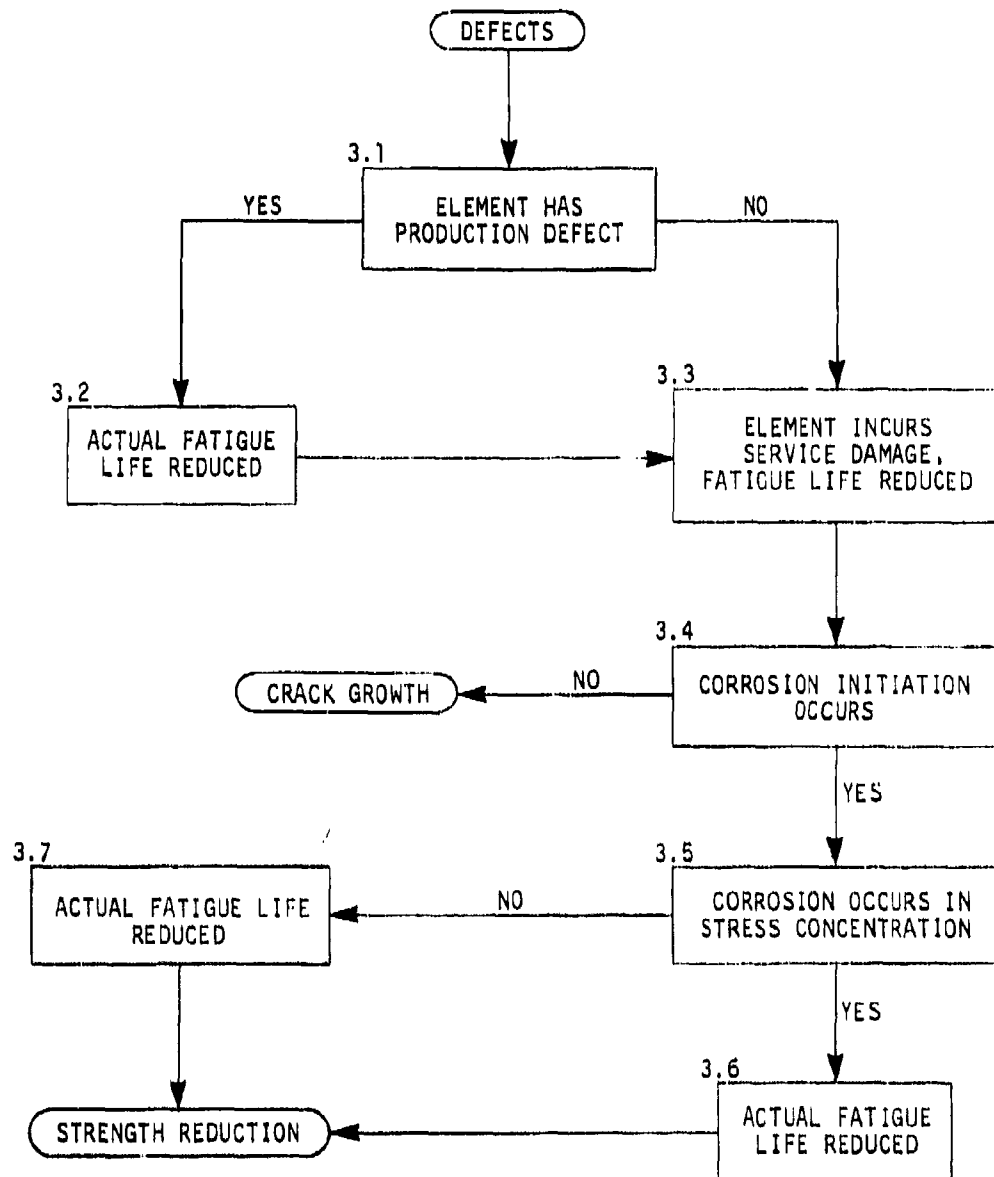 DEFECTS
3.1
ELEMENT HAS
PRODUCTION DEFECT
YES
NO
3.2
ACTUAL FATIGUE
LIFE REDUCED
3.3
ELEMENT INCURS
SERVICE DAMAGE,
FATIGUE LIFE REDUCED
3.4
CORROSION INITIATION
OCCURS
NO
CRACK GROWTH
YES
3.5
CORROSION OCCURS IN
STRESS CONCENTRATION
NO
3.7
ACTUAL FATIGUE LIFE
REDUCED
YES
3.6
ACTUAL FATIGUE
LIFE REDUCED
STRENGTH REDUCTION